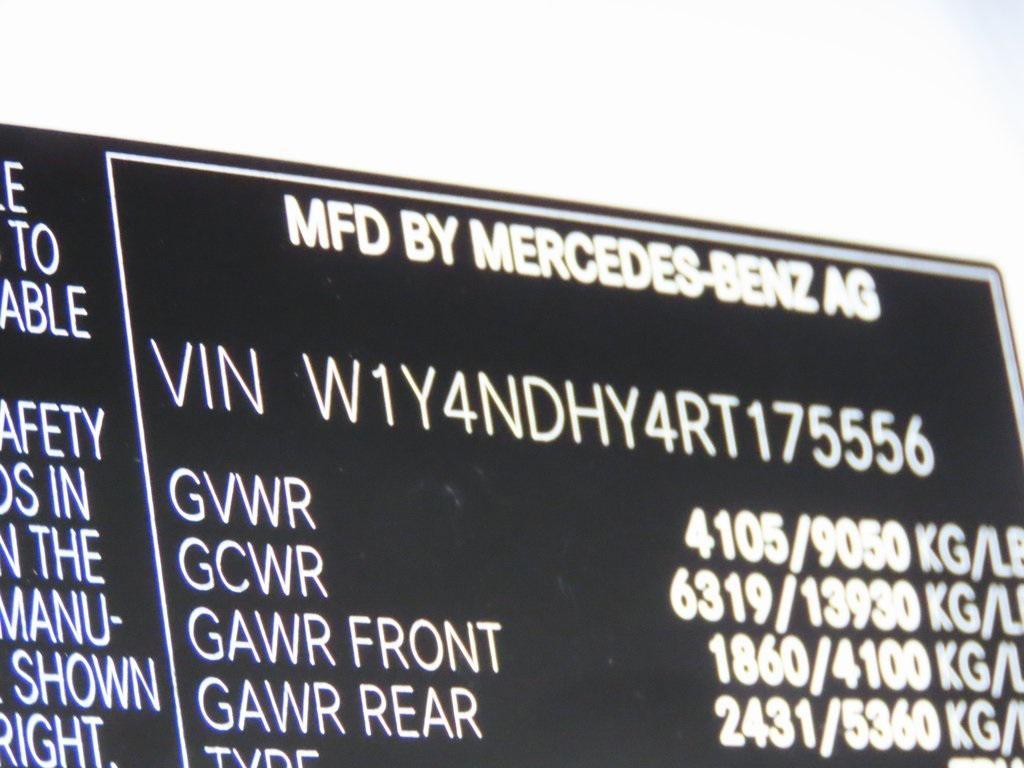 LE
TO
ABLE
AFETY
DS IN
N THE
MANU-
SHOWN
RIGHT.
MFD BY MERCEDES-BENZ AG
VIN W1Y4NDHY4RT175556
GVWR 4105/9050 KG/LB
GCWR 6319/13930 KG/LB
GAWR FRONT 1860/4100 KG/L
GAWR REAR 2431/5360 KG/
TYPE